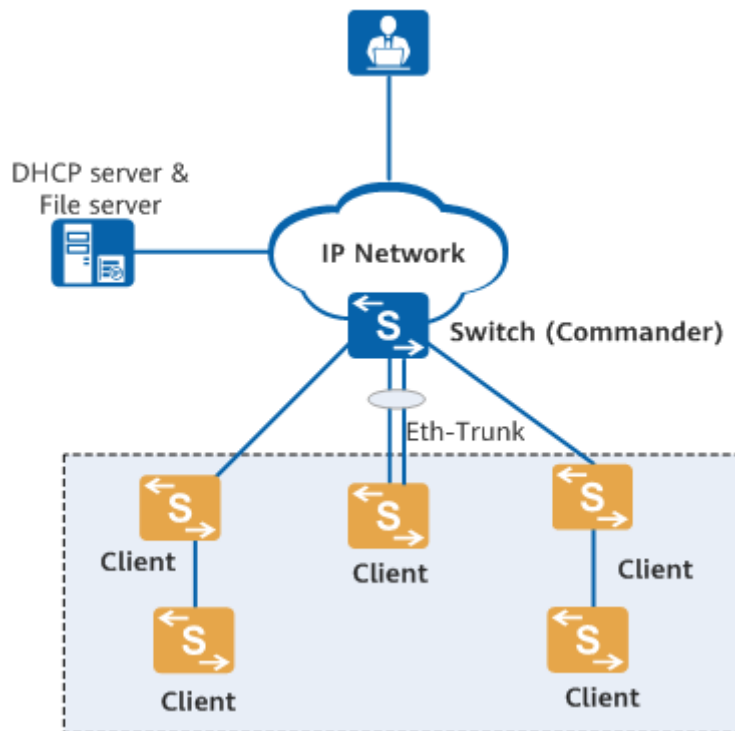 DHCP server &
File server
IP Network
S
Switch (Commander)
Eth-Trunk
S
S
S
Client
Client
Client
S
S
Client
Client